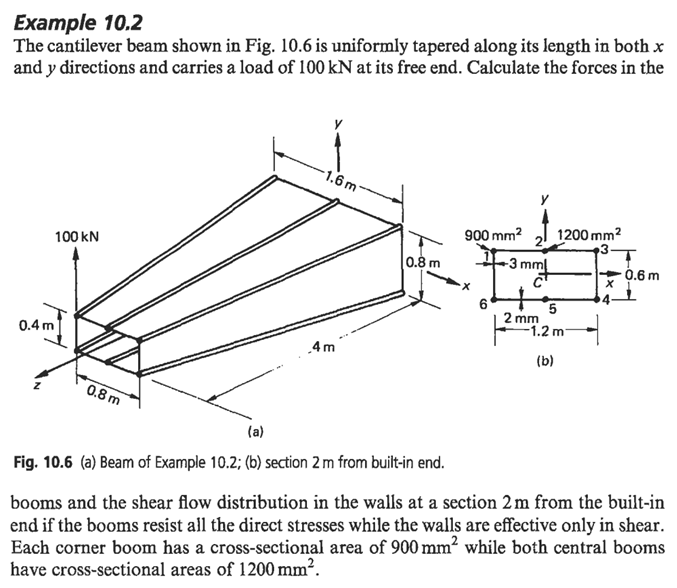 Example 10.2
The cantilever beam shown in Fig. 10.6 is uniformly tapered along its length in both x
and y directions and carries a load of 100 kN at its free end. Calculate the forces in the
y
1.6 m
y
100 kN
900 mm²
2
1200 mm²
1
3
0.8 m
3 mm
x
C
x
0.6 m
0.4 m
6
5
4
2 mm
4 m
1.2 m
z
0.8 m
(b)
(a)
Fig. 10.6 (a) Beam of Example 10.2; (b) section 2 m from built-in end.
booms and the shear flow distribution in the walls at a section 2 m from the built-in
end if the booms resist all the direct stresses while the walls are effective only in shear.
Each corner boom has a cross-sectional area of 900 mm² while both central booms
have cross-sectional areas of 1200 mm².